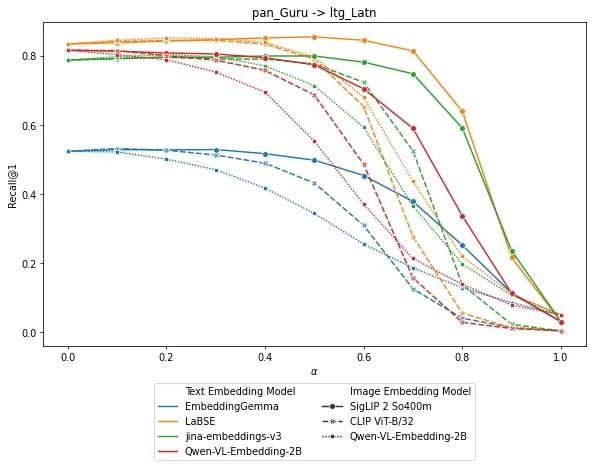 pan_Guru -> ltg_Latn
Recall@1
0.8
0.6
0.4
0.2
0.0
0.0 0.2 0.4 0.6 0.8 1.0
α
Text Embedding Model
EmbeddingGemma
LaBSE
jina-embeddings-v3
Qwen-VL-Embedding-2B
Image Embedding Model
SigLIP 2 So400m
CLIP ViT-B/32
Qwen-VL-Embedding-2B